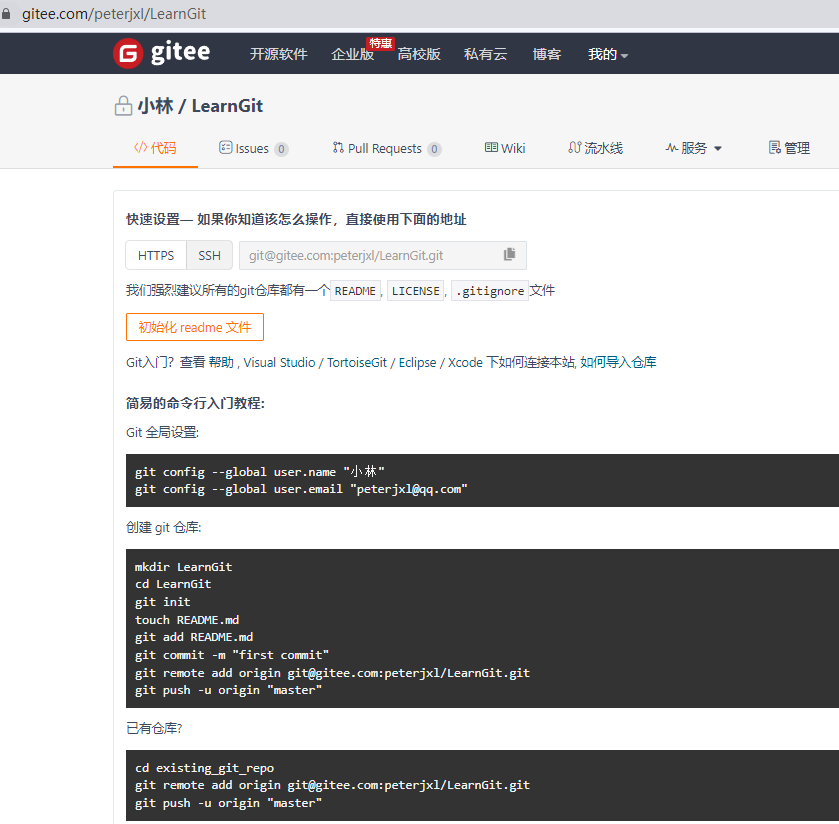 gitee.com/peterjxl/LearnGit
gitee 开源软件 企业版 特惠 高校版 私有云 博客 我的
小林 / LearnGit
代码 Issues 0 Pull Requests 0 Wiki 流水线 服务 管理
快速设置— 如果你知道该怎么操作，直接使用下面的地址
HTTPS SSH git@gitee.com:peterjxl/LearnGit.git
我们强烈建议所有的git仓库都有一个 README, LICENSE, .gitignore 文件
初始化 readme 文件
Git入门？查看 帮助 , Visual Studio / TortoiseGit / Eclipse / Xcode 下如何连接本站, 如何导入仓库
简易的命令行入门教程:
Git 全局设置:
git config --global user.name "小林"
git config --global user.email "peterjxl@qq.com"
创建 git 仓库:
mkdir LearnGit
cd LearnGit
git init
touch README.md
git add README.md
git commit -m "first commit"
git remote add origin git@gitee.com:peterjxl/LearnGit.git
git push -u origin "master"
已有仓库?
cd existing_git_repo
git remote add origin git@gitee.com:peterjxl/LearnGit.git
git push -u origin "master"